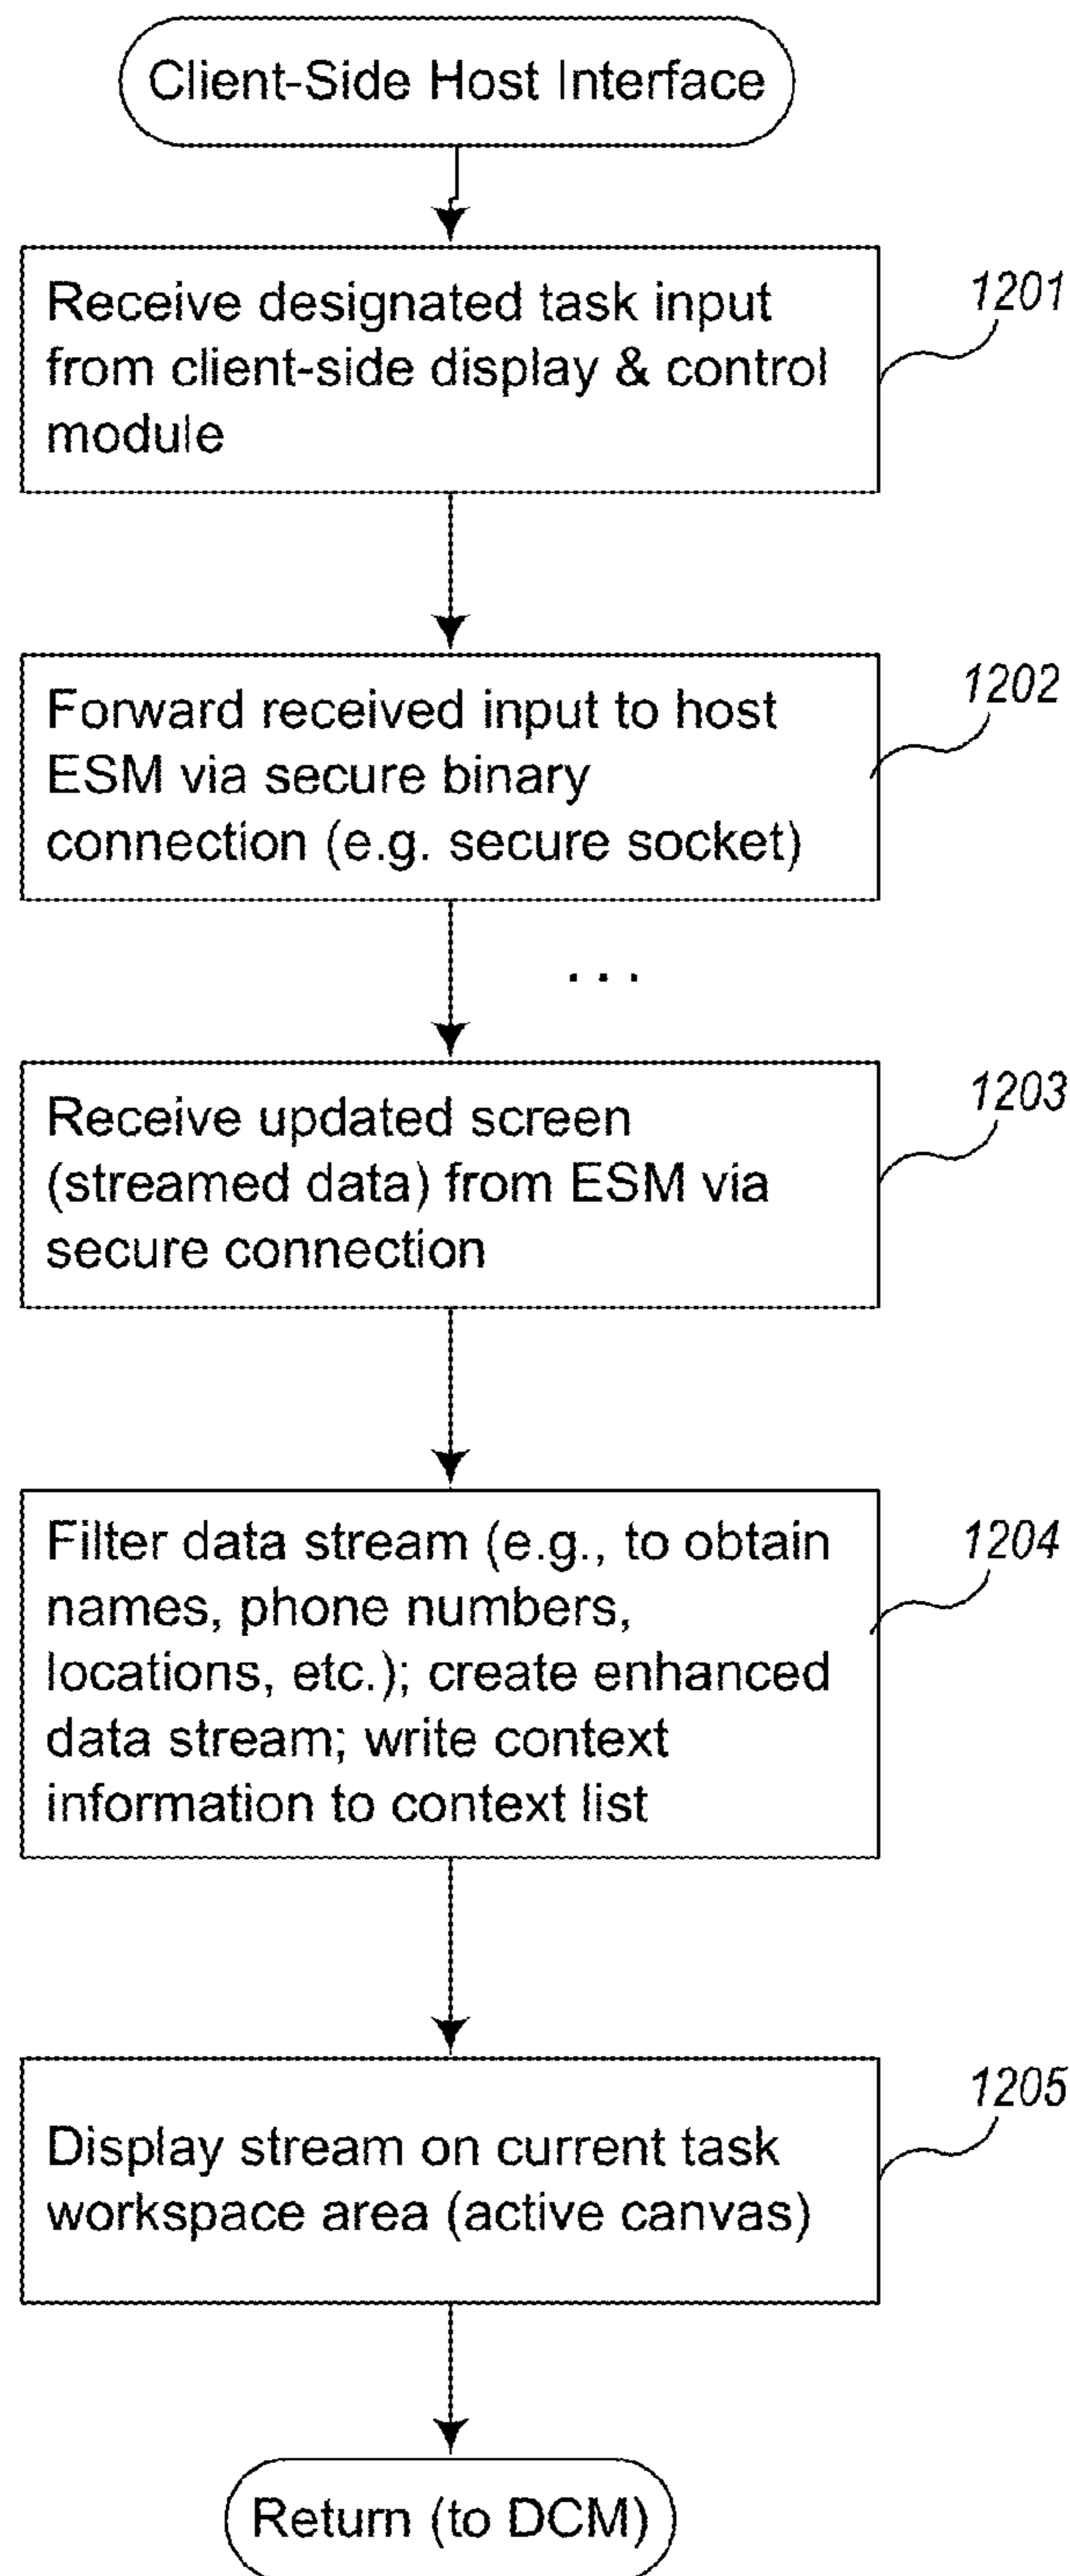 Client-Side Host Interface
Receive designated task input
from client-side display & control
module
1201
Forward received input to host
ESM via secure binary
connection (e.g. secure socket)
1202
. . .
Receive updated screen
(streamed data) from ESM via
secure connection
1203
Filter data stream (e.g., to obtain
names, phone numbers,
locations, etc.); create enhanced
data stream; write context
information to context list
1204
Display stream on current task
workspace area (active canvas)
1205
Return (to DCM)